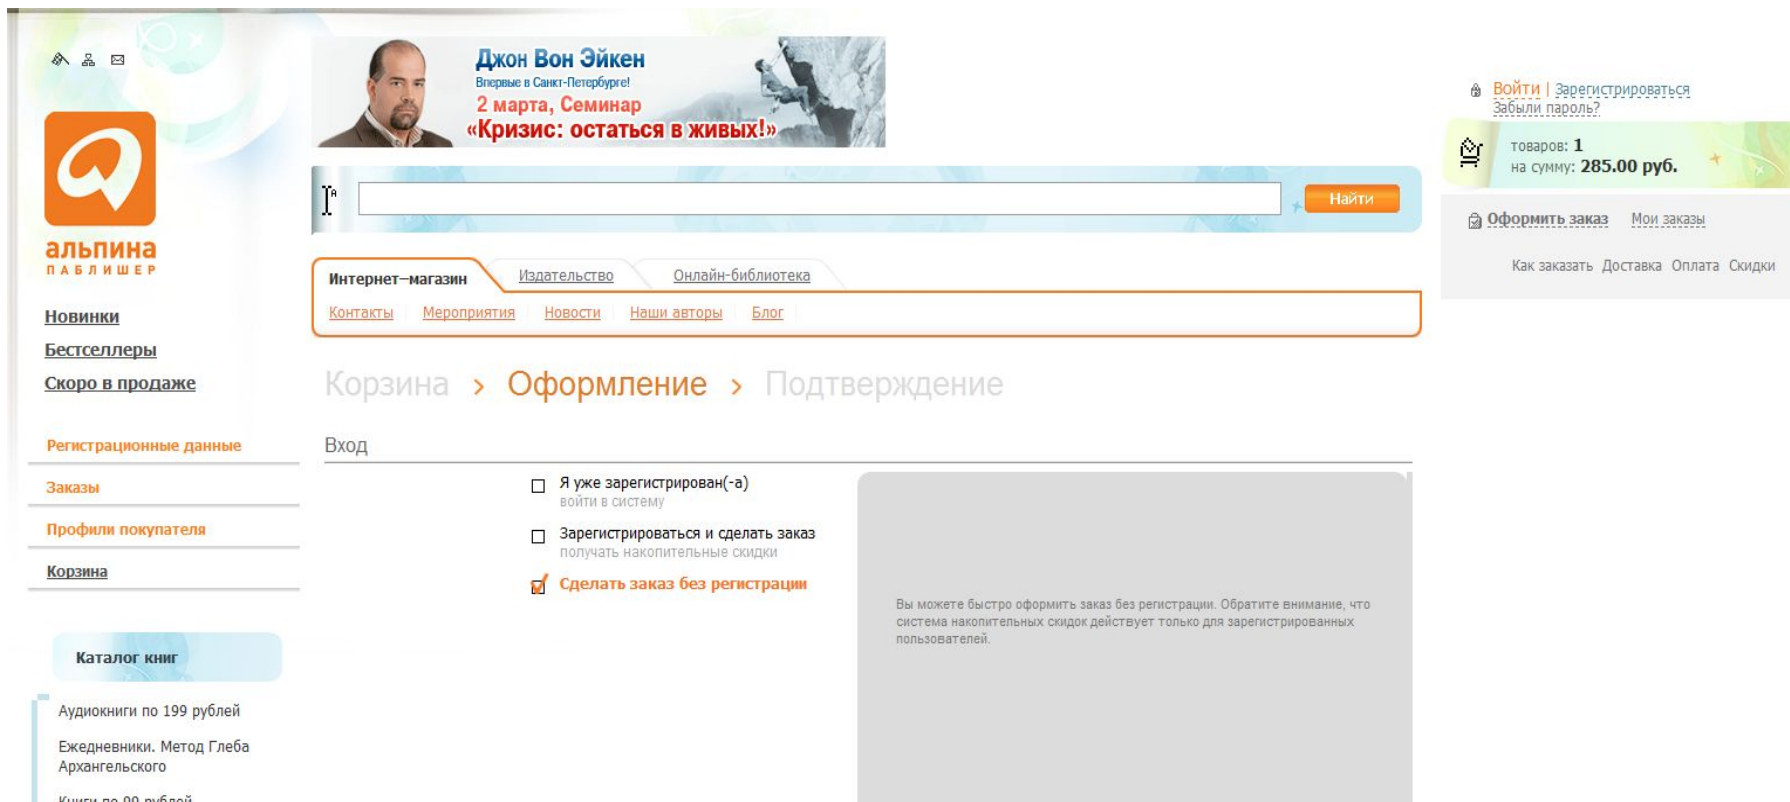 Джон Вон Эйкен
Впервые в Санкт-Петербурге!
2 марта, Семинар
«Кризис: остаться в живых!»
Войти | Зарегистрироваться
Забыли пароль?
товаров: 1
на сумму: 285.00 руб.
Оформить заказ Мои заказы
Как заказать Доставка Оплата Скидки
альпина
ПАБЛИШЕР
Найти
Интернет—магазин Издательство Онлайн-библиотека
Контакты Мероприятия Новости Наши авторы Блог
Новинки
Бестселлеры
Скоро в продаже
Регистрационные данные
Заказы
Профили покупателя
Корзина
Каталог книг
Аудиокниги по 199 рублей
Ежедневники. Метод Глеба
Архангельского
Книги по 99 рублей
Корзина > Оформление > Подтверждение
Вход
Я уже зарегистрирован(-а)
войти в систему
Зарегистрироваться и сделать заказ
получать накопительные скидки
Сделать заказ без регистрации
Вы можете быстро оформить заказ без регистрации. Обратите внимание, что
система накопительных скидок действует только для зарегистрированных
пользователей.